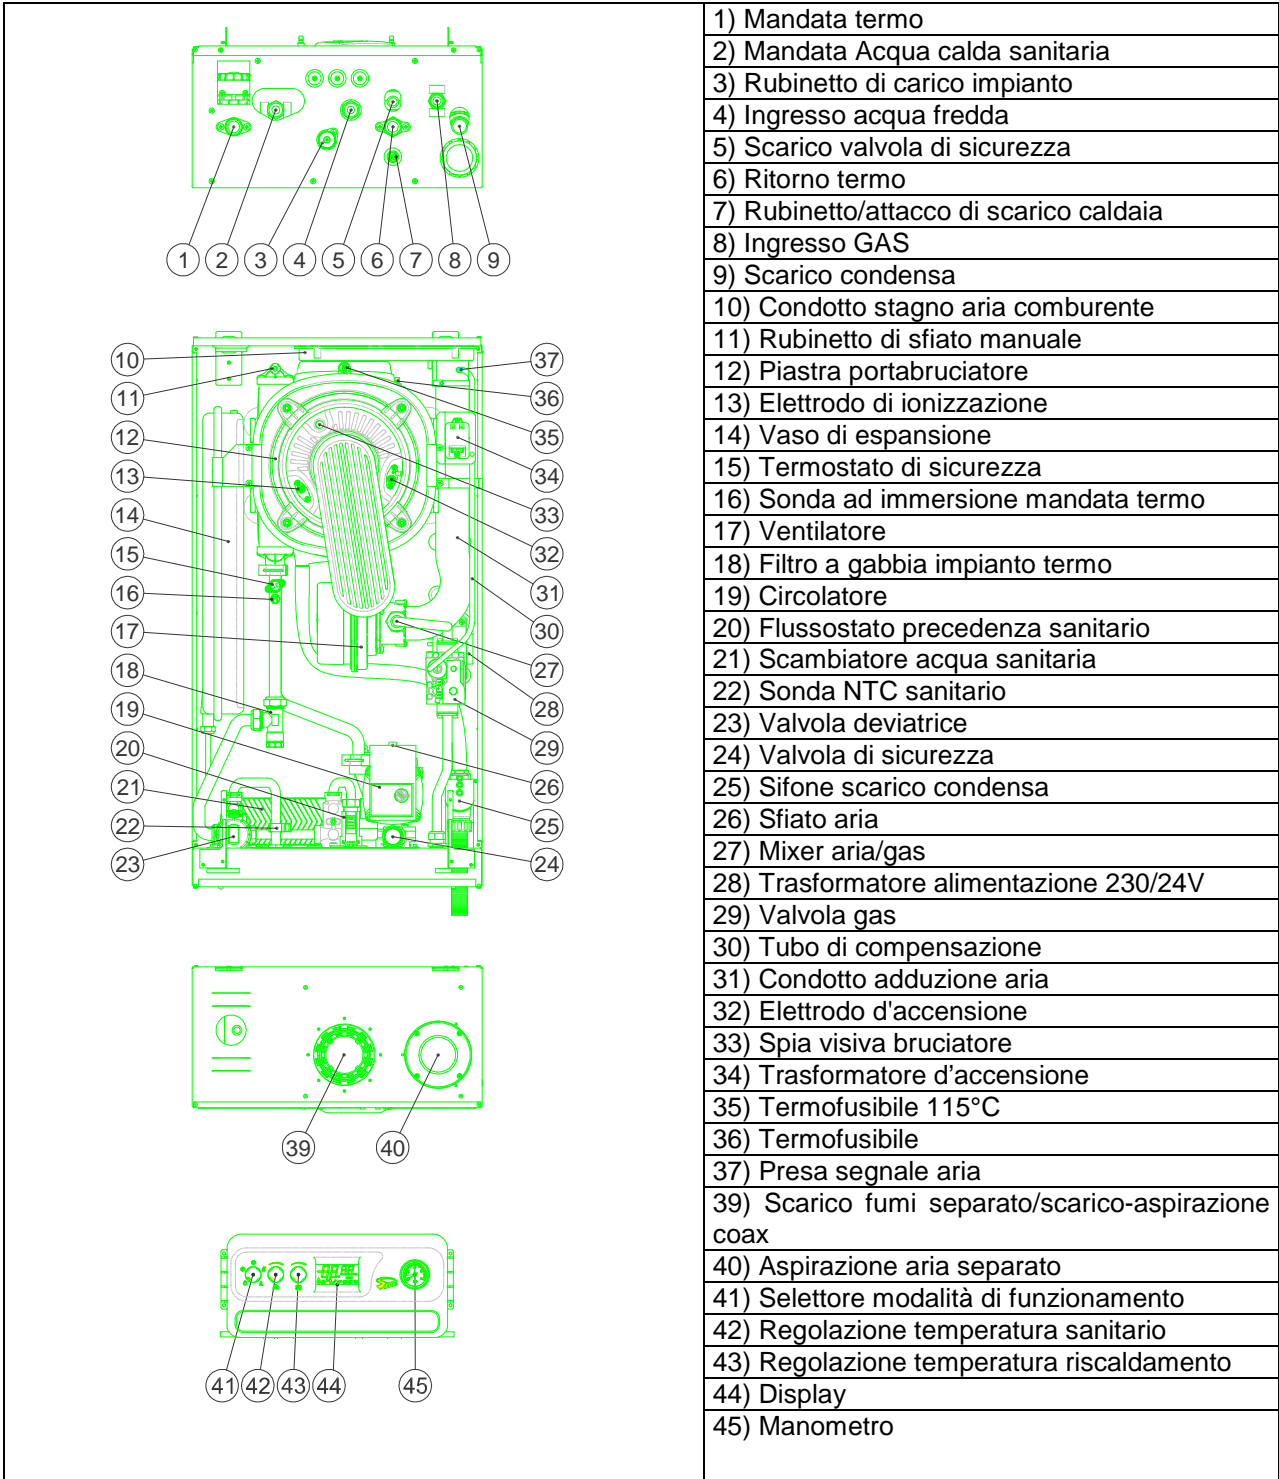 1) Mandata termo
2) Mandata Acqua calda sanitaria
3) Rubinetto di carico impianto
4) Ingresso acqua fredda
5) Scarico valvola di sicurezza
6) Ritorno termo
7) Rubinetto/attacco di scarico caldaia
8) Ingresso GAS
9) Scarico condensa
10) Condotto stagno aria comburente
11) Rubinetto di sfiato manuale
12) Piastra portabruciatore
13) Elettrodo di ionizzazione
14) Vaso di espansione
15) Termostato di sicurezza
16) Sonda ad immersione mandata termo
17) Ventilatore
18) Filtro a gabbia impianto termo
19) Circolatore
20) Flussostato precedenza sanitario
21) Scambiatore acqua sanitaria
22) Sonda NTC sanitario
23) Valvola deviatrice
24) Valvola di sicurezza
25) Sifone scarico condensa
26) Sfiato aria
27) Mixer aria/gas
28) Trasformatore alimentazione 230/24V
29) Valvola gas
30) Tubo di compensazione
31) Condotto adduzione aria
32) Elettrodo d'accensione
33) Spia visiva bruciatore
34) Trasformatore d’accensione
35) Termofusibile 115°C
36) Termofusibile
37) Presa segnale aria
39) Scarico fumi separato/scarico-aspirazione
coax
40) Aspirazione aria separato
41) Selettore modalità di funzionamento
42) Regolazione temperatura sanitario
43) Regolazione temperatura riscaldamento
44) Display
45) Manometro
1 2 3 4 5 6 7 8 9
10
11
12
13
14
15
16
17
18
19
20
21
22
23
37
36
35
34
33
32
31
30
27
28
29
26
25
24
39 40
41 42 43 44 45